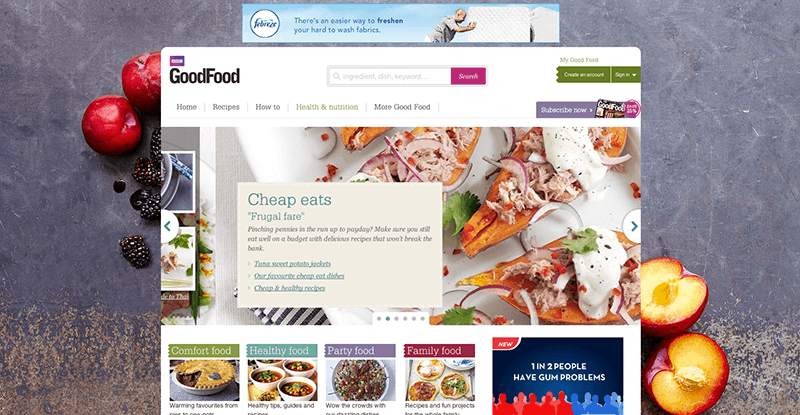 febreze
There's an easier way to freshen
your hard to wash fabrics.
BBC
GoodFood
ingredient, dish, keyword...
Search
My Good Food
Create an account
Sign in
Home
Recipes
How to
Health & nutrition
More Good Food
Subscribe now
GoodFood
SAVE
25%
Cheap eats
"Frugal fare"
Pinching pennies in the run up to payday? Make sure you still
eat well on a budget with delicious recipes that won't break the
bank.
Tuna sweet potato jackets
Our favourite cheap eat dishes
Cheap & healthy recipes
de to Thai
Comfort food
Healthy food
Party food
Family food
Warming favourites from
pies to one-pots
Healthy tips, guides and
recipes
Wow the crowds with
our dazzling dishes
Recipes and fun projects
for the whole family
NEW
1 IN 2 PEOPLE
HAVE GUM PROBLEMS